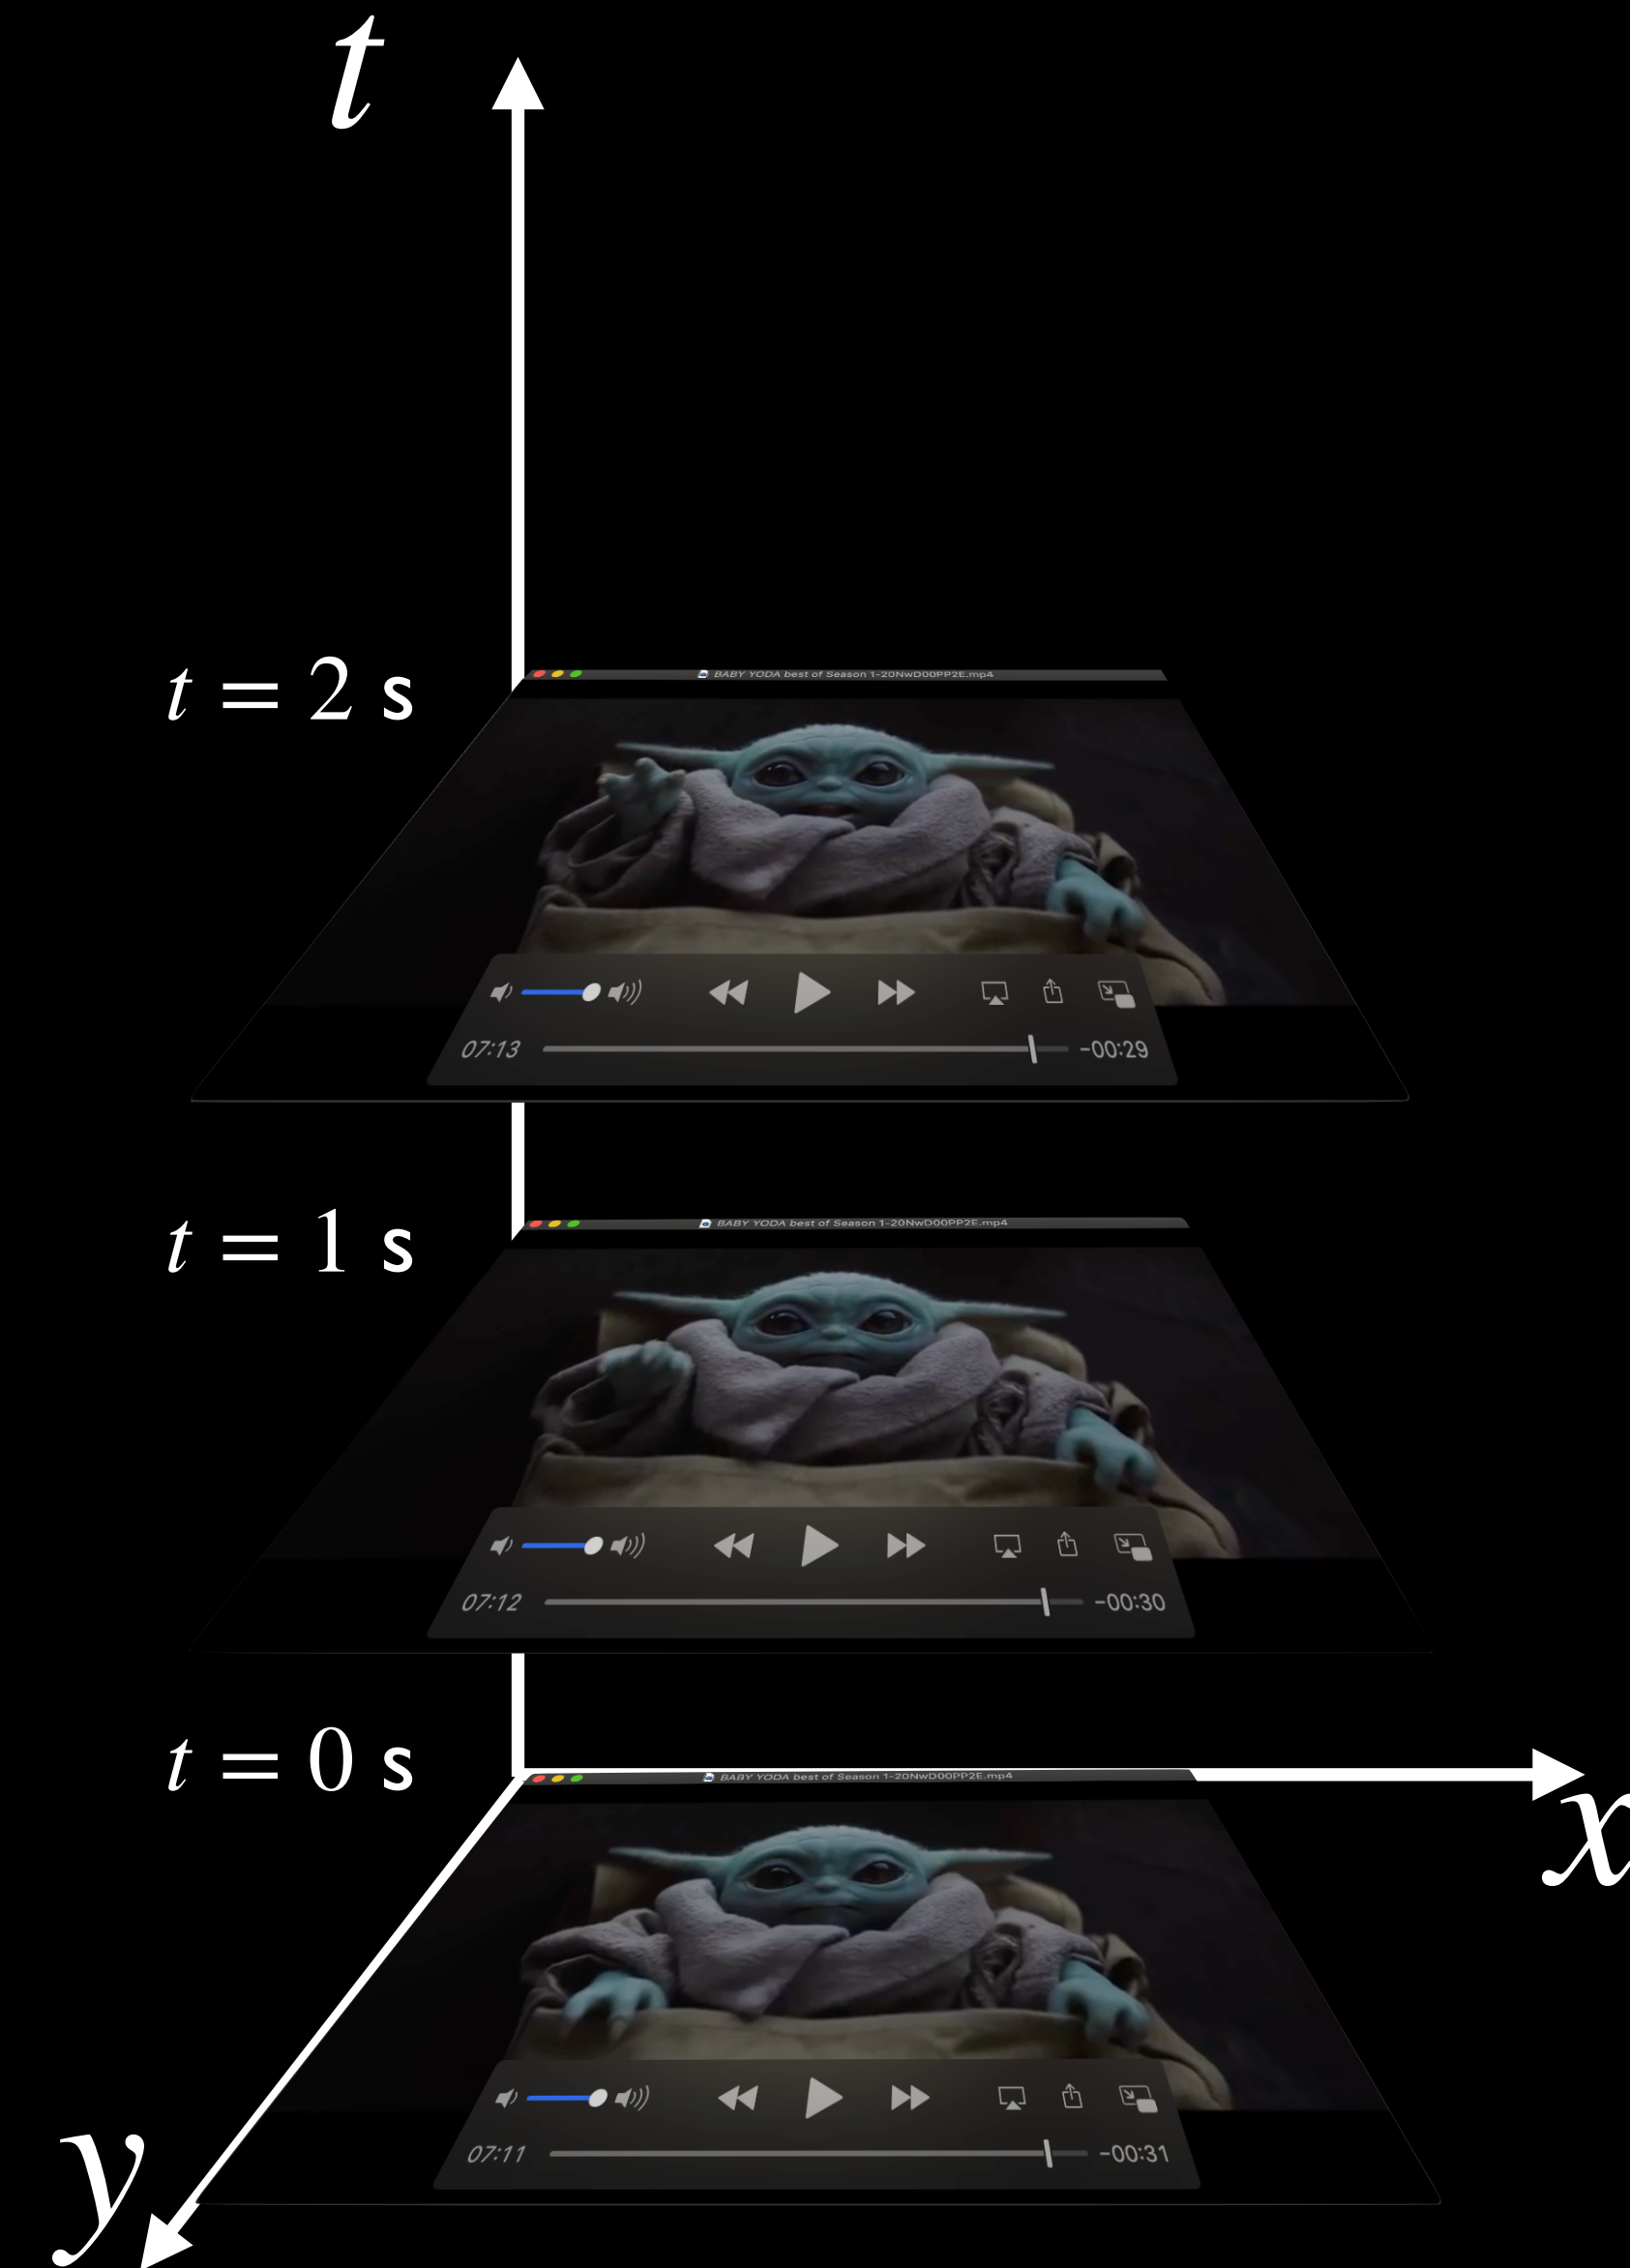 t
t = 2 s
BABY YODA best of Season 1-20NwD00PP2E.mp4
07:13
-00:29
t = 1 s
BABY YODA best of Season 1-20NwD00PP2E.mp4
07:12
-00:30
t = 0 s
BABY YODA best of Season 1-20NwD00PP2E.mp4
x
07:11
-00:31
y